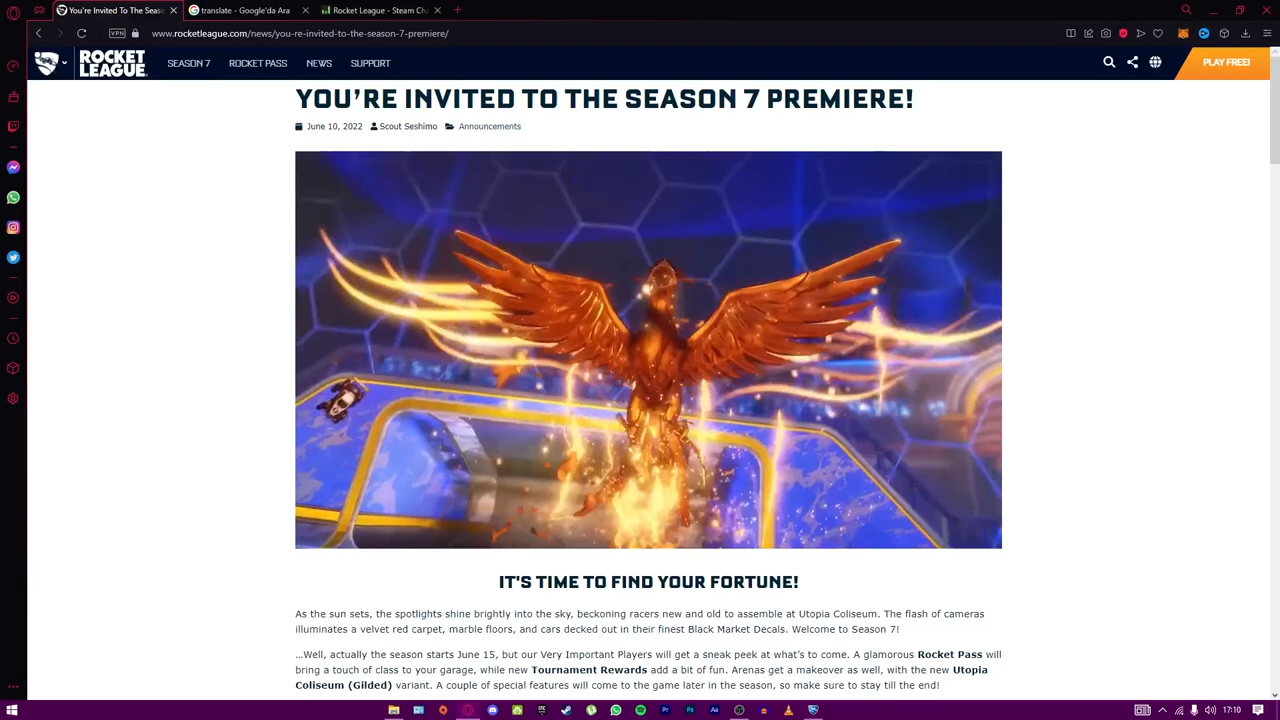 You're Invited To The Seaso
translate - Google'da Ara
Rocket League - Steam Ch
VPN
www.rocketleague.com/news/you-re-invited-to-the-season-7-premiere/
ROCKET LEAGUE
SEASON 7
ROCKET PASS
NEWS
SUPPORT
PLAY FREE!
YOU'RE INVITED TO THE SEASON 7 PREMIERE!
June 10, 2022 Scout Seshimo Announcements
IT'S TIME TO FIND YOUR FORTUNE!
As the sun sets, the spotlights shine brightly into the sky, beckoning racers new and old to assemble at Utopia Coliseum. The flash of cameras
illuminates a velvet red carpet, marble floors, and cars decked out in their finest Black Market Decals. Welcome to Season 7!
…Well, actually the season starts June 15, but our Very Important Players will get a sneak peek at what's to come. A glamorous Rocket Pass will
bring a touch of class to your garage, while new Tournament Rewards add a bit of fun. Arenas get a makeover as well, with the new Utopia
Coliseum (Gilded) variant. A couple of special features will come to the game later in the season, so make sure to stay till the end!
17:10